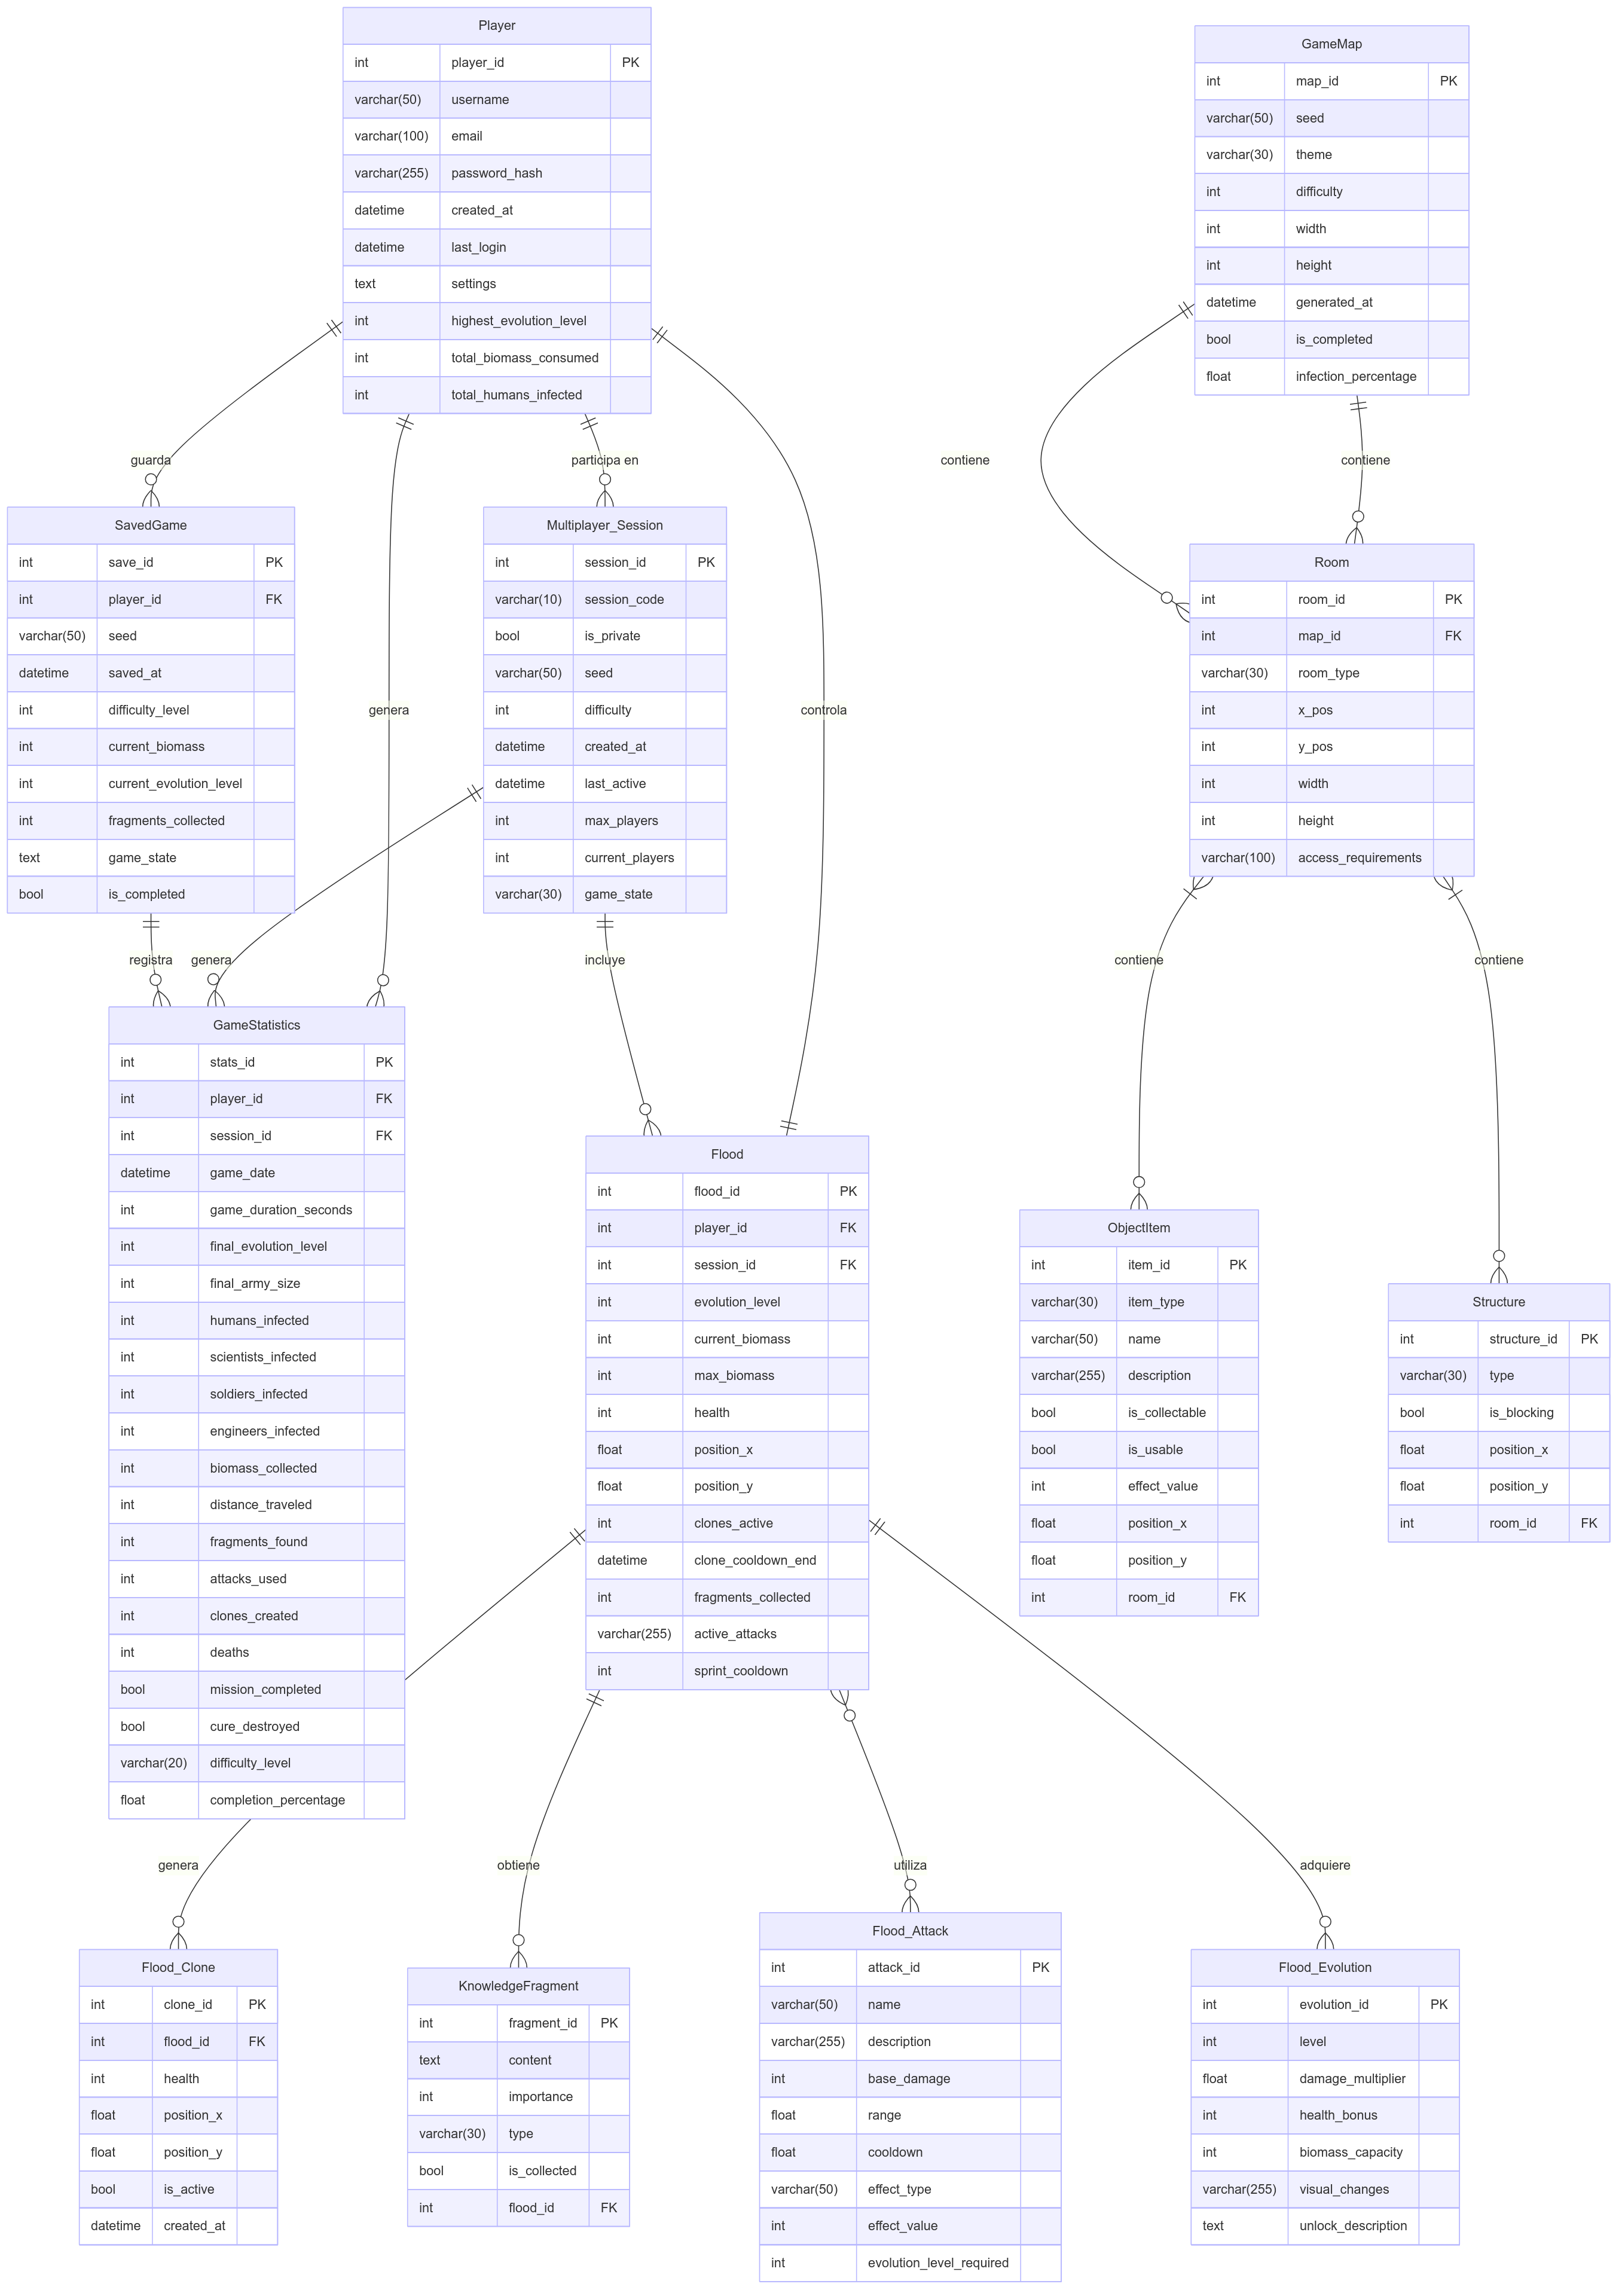 Player
int player_id PK
varchar(50) username
varchar(100) email
varchar(255) password_hash
datetime created_at
datetime last_login
text settings
int highest_evolution_level
int total_biomass_consumed
int total_humans_infected
GameMap
int map_id PK
varchar(50) seed
varchar(30) theme
int difficulty
int width
int height
datetime generated_at
bool is_completed
float infection_percentage
guarda
participa en
contiene
contiene
SavedGame
int save_id PK
int player_id FK
varchar(50) seed
datetime saved_at
int difficulty_level
int current_biomass
int current_evolution_level
int fragments_collected
text game_state
bool is_completed
genera
Multiplayer_Session
int session_id PK
varchar(10) session_code
bool is_private
varchar(50) seed
int difficulty
datetime created_at
datetime last_active
int max_players
int current_players
varchar(30) game_state
controla
Room
int room_id PK
int map_id FK
varchar(30) room_type
int x_pos
int y_pos
int width
int height
varchar(100) access_requirements
registra
genera
incluye
contiene
contiene
GameStatistics
int stats_id PK
int player_id FK
int session_id FK
datetime game_date
int game_duration_seconds
int final_evolution_level
int final_army_size
int humans_infected
int scientists_infected
int soldiers_infected
int engineers_infected
int biomass_collected
int distance_traveled
int fragments_found
int attacks_used
int clones_created
int deaths
bool mission_completed
bool cure_destroyed
varchar(20) difficulty_level
float completion_percentage
Flood
int flood_id PK
int player_id FK
int session_id FK
int evolution_level
int current_biomass
int max_biomass
int health
float position_x
float position_y
int clones_active
datetime clone_cooldown_end
int fragments_collected
varchar(255) active_attacks
int sprint_cooldown
ObjectItem
int item_id PK
varchar(30) item_type
varchar(50) name
varchar(255) description
bool is_collectable
bool is_usable
int effect_value
float position_x
float position_y
int room_id FK
Structure
int structure_id PK
varchar(30) type
bool is_blocking
float position_x
float position_y
int room_id FK
genera
obtiene
utiliza
adquiere
Flood_Clone
int clone_id PK
int flood_id FK
int health
float position_x
float position_y
bool is_active
datetime created_at
KnowledgeFragment
int fragment_id PK
text content
int importance
varchar(30) type
bool is_collected
int flood_id FK
Flood_Attack
int attack_id PK
varchar(50) name
varchar(255) description
int base_damage
float range
float cooldown
varchar(50) effect_type
int effect_value
int evolution_level_required
Flood_Evolution
int evolution_id PK
int level
float damage_multiplier
int health_bonus
int biomass_capacity
varchar(255) visual_changes
text unlock_description